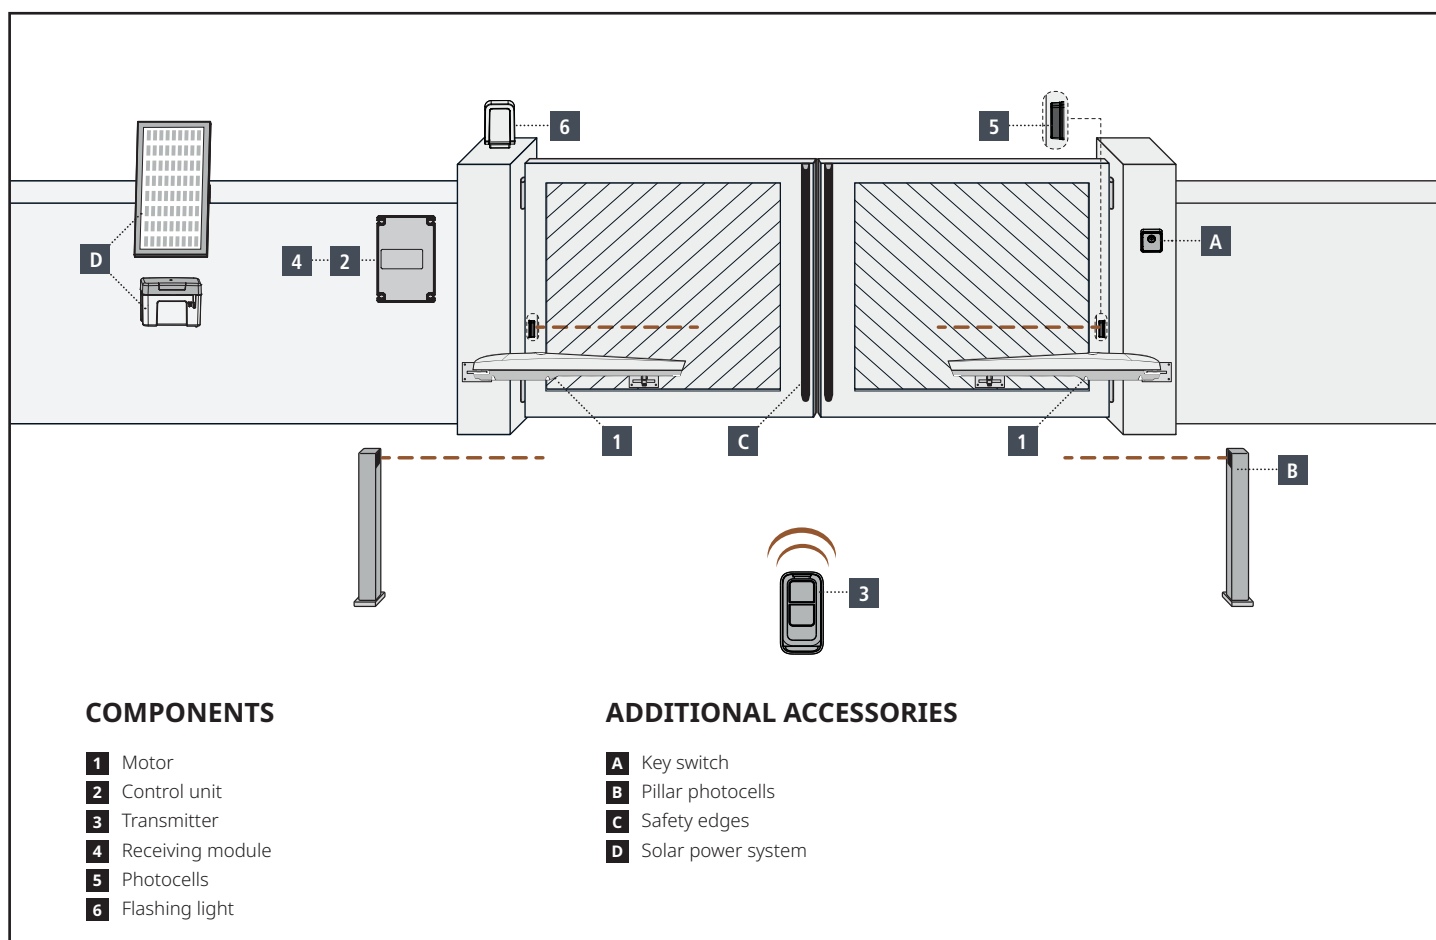 6
5
D
4
2
A
1
C
1
B
3
COMPONENTS
1 Motor
2 Control unit
3 Transmitter
4 Receiving module
5 Photocells
6 Flashing light
ADDITIONAL ACCESSORIES
A Key switch
B Pillar photocells
C Safety edges
D Solar power system